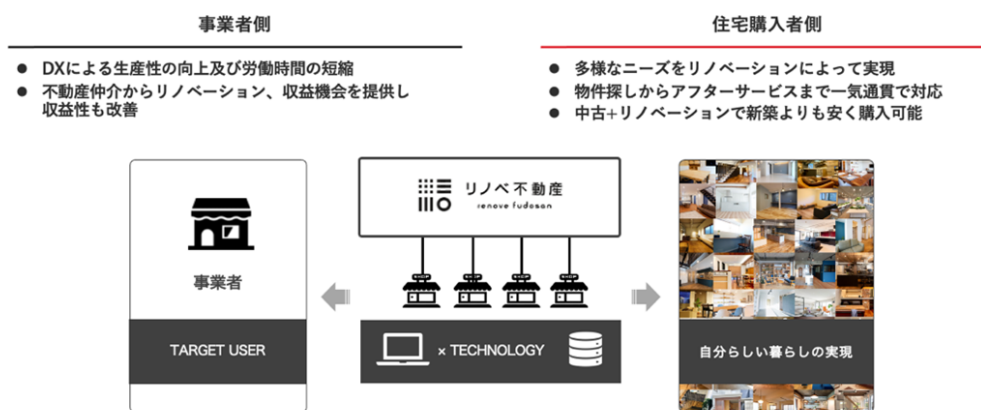 事業者側
● DXによる生産性の向上及び労働時間の短縮
● 不動産仲介からリノベーション、収益機会を提供し
収益性も改善
住宅購入者側
● 多様なニーズをリノベーションによって実現
● 物件探しからアフターサービスまで一気通貫で対応
● 中古+リノベーションで新築よりも安く購入可能
事業者
TARGET USER
リノベ不動産
renove fudosan
SHOP
SHOP
SHOP
SHOP
× TECHNOLOGY
自分らしい暮らしの実現